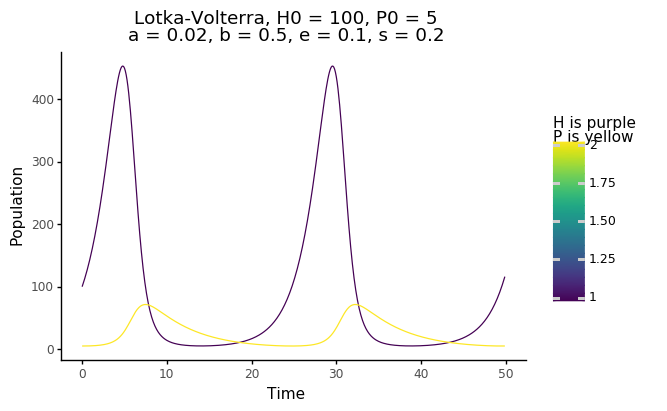 Lotka-Volterra, H0 = 100, P0 = 5
a = 0.02, b = 0.5, e = 0.1, s = 0.2
Population
400
300
200
100
0
0 10 20 30 40 50
Time
H is purple
P is yellow
2
1.75
1.50
1.25
1